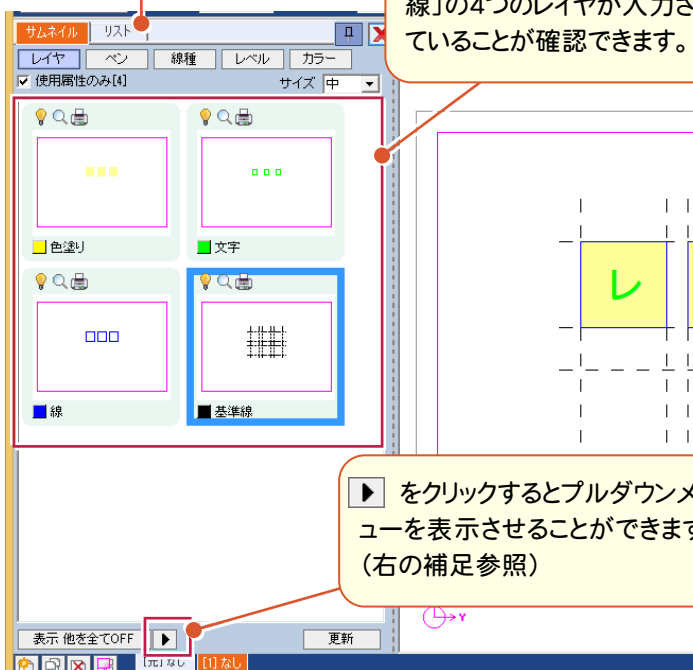 線」の4つのレイヤが入力さ
ていることが確認できます。
サムネイル リスト
レイヤ ペン 線種 レベル カラー
使用属性のみ[4] サイズ 中
色塗り 文字
線 基準線
レ
をクリックするとプルダウンメ
ューを表示させることができます
(右の補足参照)
Y
表示 他を全てOFF 更新
[元] なし [1] なし